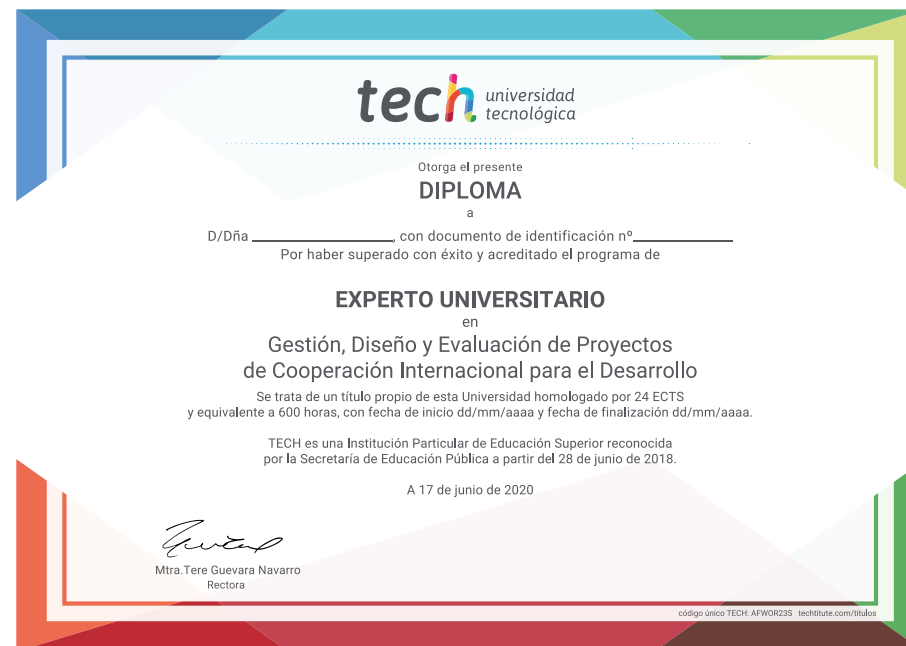 tech universidad
tecnológica
Otorga el presente
DIPLOMA
a
D/Dña ____________________, con documento de identificación nº______________
Por haber superado con éxito y acreditado el programa de
EXPERTO UNIVERSITARIO
en
Gestión, Diseño y Evaluación de Proyectos
de Cooperación Internacional para el Desarrollo
Se trata de un título propio de esta Universidad homologado por 24 ECTS
y equivalente a 600 horas, con fecha de inicio dd/mm/aaaa y fecha de finalización dd/mm/aaaa.
TECH es una Institución Particular de Educación Superior reconocida
por la Secretaría de Educación Pública a partir del 28 de junio de 2018.
A 17 de junio de 2020
Mtra.Tere Guevara Navarro
Rectora
código único TECH: AFWOR23S techtitute.com/titulos